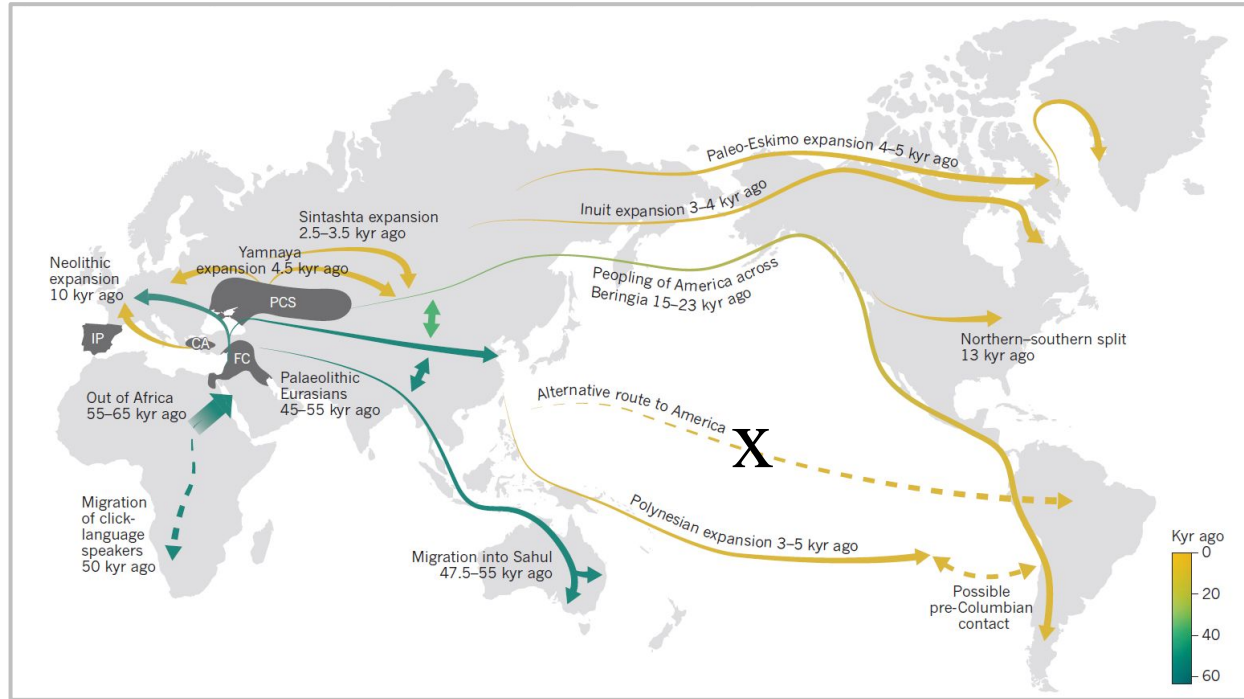 Paleo-Eskimo expansion 4–5 kyr ago
Inuit expansion 3–4 kyr ago
Sintashta expansion
2.5–3.5 kyr ago
Yamnaya
expansion 4.5 kyr ago
Neolithic
expansion
10 kyr ago
PCS
IP
CA
FC
Peopling of America across
Beringia 15–23 kyr ago
Northern–southern split
13 kyr ago
Out of Africa
55–65 kyr ago
Palaeolithic
Eurasians
45–55 kyr ago
Alternative route to America
X
Migration
of click-
language
speakers
50 kyr ago
Migration into Sahul
47.5–55 kyr ago
Polynesian expansion 3–5 kyr ago
Possible
pre-Columbian
contact
Kyr ago
0
20
40
60